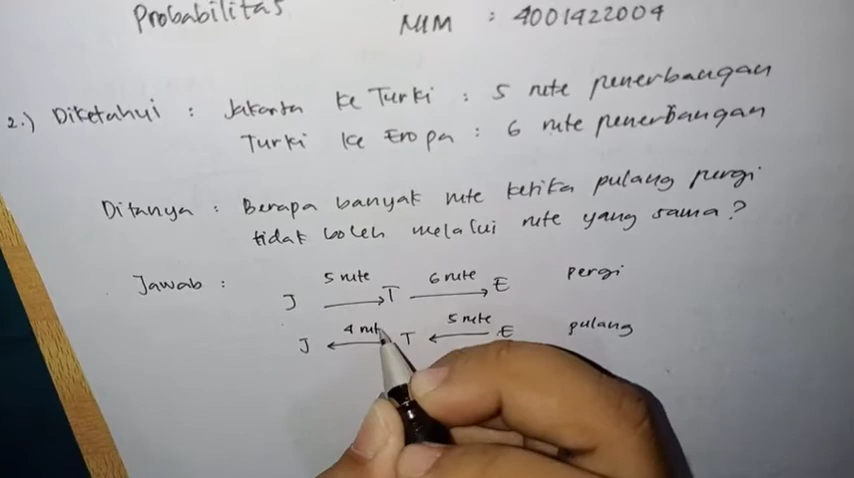 Probabilitas
NIM : 4001422004
2.) Diketahui : Jakarta ke Turki : 5 rute penerbangan
Turki ke Eropa : 6 rute penerbangan
Ditanya : Berapa banyak rute ketika pulang pergi
tidak boleh melalui rute yang sama?
Jawab :
5 rute 6 rute
J → T → E pergi
4 rut 5 rute
J ← T ← E pulang